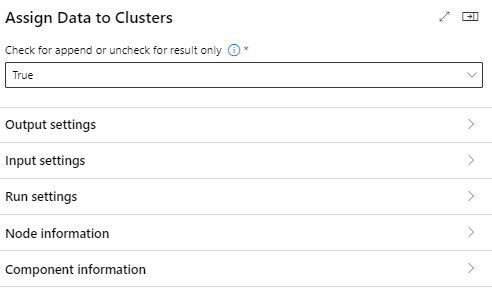 Assign Data to Clusters
Check for append or uncheck for result only *
True
Output settings
Input settings
Run settings
Node information
Component information